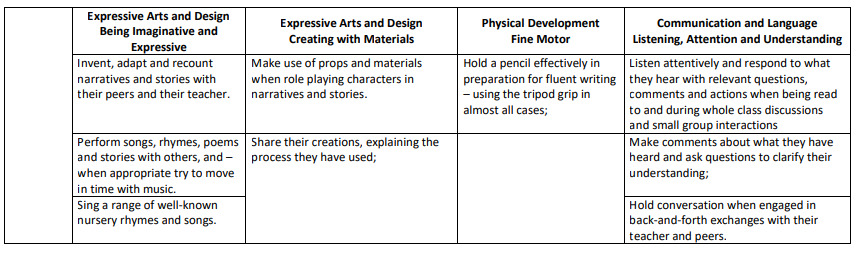 Expressive Arts and Design
Being Imaginative and
Expressive
Expressive Arts and Design
Creating with Materials
Physical Development
Fine Motor
Communication and Language
Listening, Attention and Understanding
Invent, adapt and recount
narratives and stories with
their peers and their teacher.
Make use of props and materials
when role playing characters in
narratives and stories.
Hold a pencil effectively in
preparation for fluent writing
– using the tripod grip in
almost all cases;
Listen attentively and respond to what
they hear with relevant questions,
comments and actions when being read
to and during whole class discussions
and small group interactions
Perform songs, rhymes, poems
and stories with others, and –
when appropriate try to move
in time with music.
Share their creations, explaining the
process they have used;
Make comments about what they have
heard and ask questions to clarify their
understanding;
Sing a range of well-known
nursery rhymes and songs.
Hold conversation when engaged in
back-and-forth exchanges with their
teacher and peers.